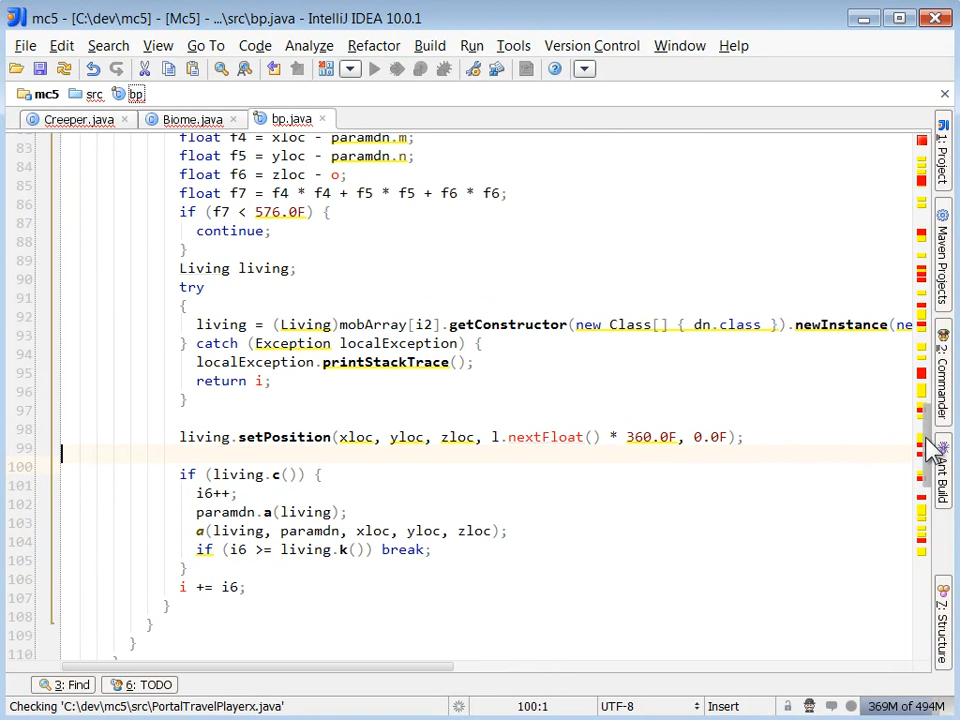 mc5 - [C:\dev\mc5] - [Mc5] - ...\src\bp.java - IntelliJ IDEA 10.0.1
File Edit Search View Go To Code Analyze Refactor Build Run Tools Version Control Window Help
mc5 src bp
Creeper.java Biome.java bp.java
83 float f4 = xloc - paramdn.m;
84 float f5 = yloc - paramdn.n;
85 float f6 = zloc - o;
86 float f7 = f4 * f4 + f5 * f5 + f6 * f6;
87 if (f7 < 576.0F) {
88 continue;
89 }
90 Living living;
91 try
92 {
93 living = (Living)mobArray[i2].getConstructor(new Class[] { dn.class }).newInstance(ne
94 } catch (Exception localException) {
95 localException.printStackTrace();
96 return i;
97 }
98
99 living.setPosition(xloc, yloc, zloc, l.nextFloat() * 360.0F, 0.0F);
100
101 if (living.c()) {
102 i6++;
103 paramdn.a(living);
104 a(living, paramdn, xloc, yloc, zloc);
105 if (i6 >= living.k()) break;
106 }
107 i += i6;
108 }
109 }
110 }
1: Project
Maven Projects
2: Commander
Ant Build
7: Structure
3: Find 6: TODO
Checking 'C:\dev\mc5\src\PortalTravelPlayerx.java' 100:1 UTF-8 Insert 369M of 494M